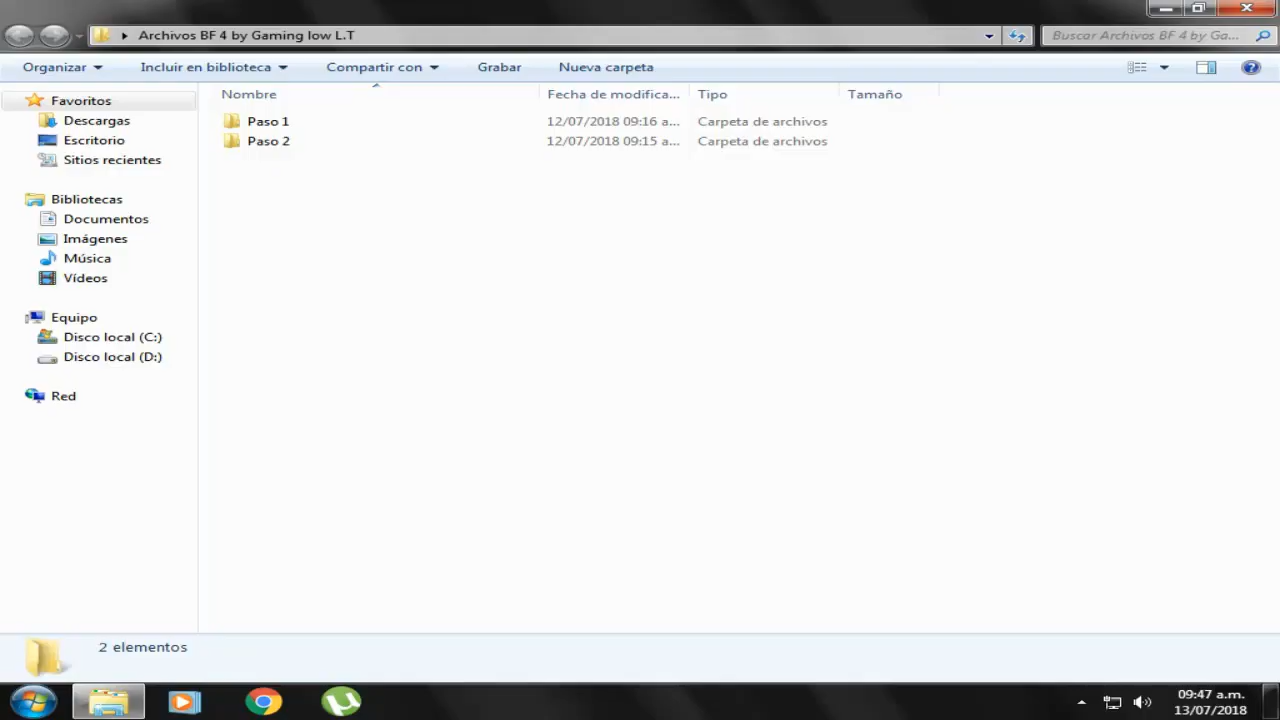 Archivos BF 4 by Gaming low L.T
Buscar Archivos BF 4 by Ga...
Organizar
Incluir en biblioteca
Compartir con
Grabar
Nueva carpeta
Favoritos
Descargas
Escritorio
Sitios recientes
Bibliotecas
Documentos
Imágenes
Música
Vídeos
Equipo
Disco local (C:)
Disco local (D:)
Red
Nombre Fecha de modifica... Tipo Tamaño
Paso 1 12/07/2018 09:16 a... Carpeta de archivos
Paso 2 12/07/2018 09:15 a... Carpeta de archivos
2 elementos
09:47 a.m.
13/07/2018